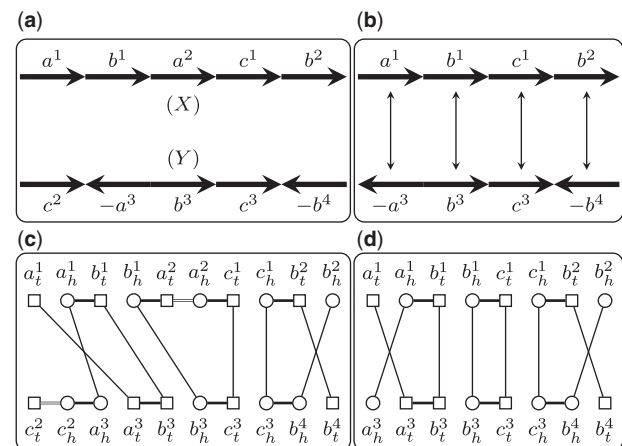 (a) (b)
a¹ b¹ a² c¹ b² a¹ b¹ c¹ b²
(X)
(Y)
c² −a³ b³ c³ −b⁴ −a³ b³ c³ −b⁴
(c) (d)
a¹ₜ a¹ₕ b¹ₜ b¹ₕ a²ₜ a²ₕ c¹ₜ c¹ₕ b²ₜ b²ₕ a¹ₜ a¹ₕ b¹ₜ b¹ₕ c¹ₜ c¹ₕ b²ₜ b²ₕ
c²ₜ c²ₕ a³ₕ a³ₜ b³ₜ b³ₕ c³ₜ c³ₕ b⁴ₕ b⁴ₜ a³ₕ a³ₜ b³ₜ b³ₕ c³ₜ c³ₕ b⁴ₕ b⁴ₜ